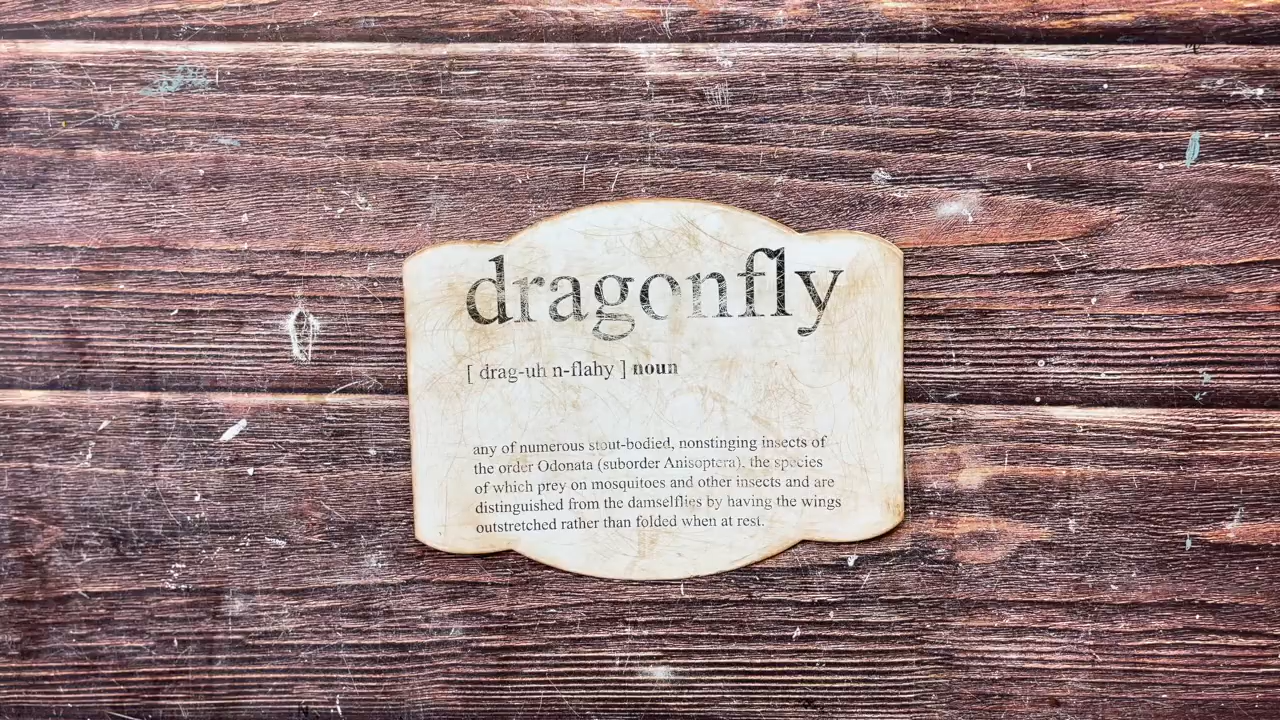 dragonfly
[ drag-uh n-flahy ] noun
any of numerous stout-bodied, nonstinging insects of
the order Odonata (suborder Anisoptera), the species
of which prey on mosquitoes and other insects and are
distinguished from the damselflies by having the wings
outstretched rather than folded when at rest.